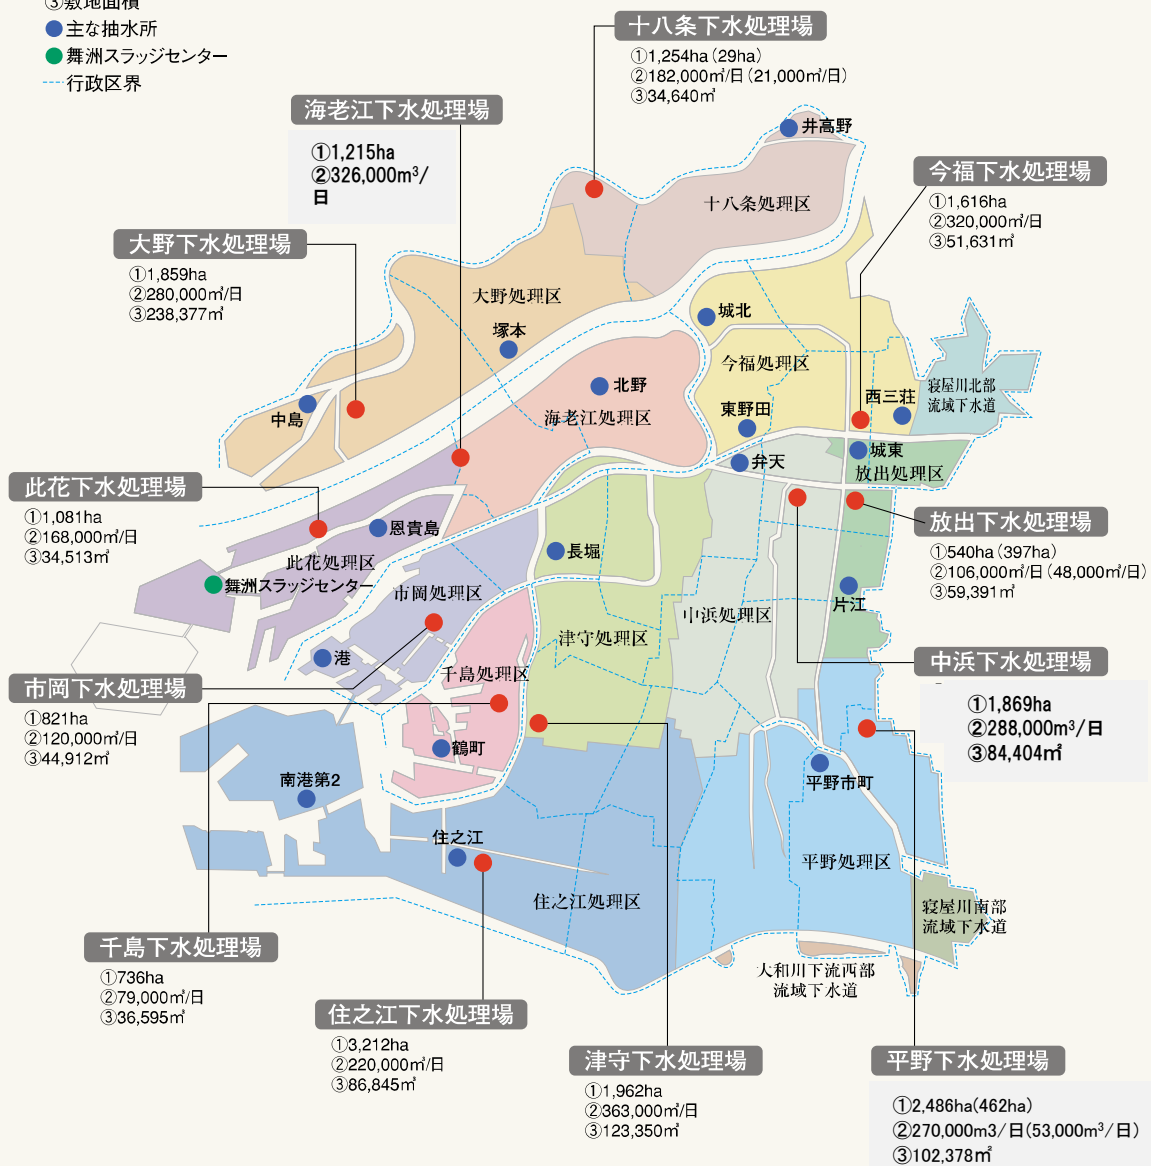 ③敷地面積
主な抽水所
舞洲スラッジセンター
行政区界
十八条下水処理場
①1,254ha（29ha）
②182,000㎥/日（21,000㎥/日）
③34,640㎡
海老江下水処理場
①1,215ha
②326,000m³/
日
今福下水処理場
①1,616ha
②320,000㎥/日
③51,631㎡
大野下水処理場
①1,859ha
②280,000㎥/日
③238,377㎡
井高野
十八条処理区
大野処理区
塚本
城北
今福処理区
北野
海老江処理区
中島
東野田
西三荘
寝屋川北部
流域下水道
弁天
城東
放出処理区
此花下水処理場
①1,081ha
②168,000㎥/日
③34,513㎡
恩貴島
此花処理区
舞洲スラッジセンター
市岡処理区
長堀
放出下水処理場
①540ha（397ha）
②106,000㎥/日（48,000㎥/日）
③59,391㎡
片江
中浜処理区
津守処理区
港
千島処理区
中浜下水処理場
①1,869ha
②288,000m³/日
③84,404㎡
市岡下水処理場
①821ha
②120,000㎥/日
③44,912㎡
鶴町
南港第2
平野市町
住之江
平野処理区
住之江処理区
寝屋川南部
流域下水道
大和川下流西部
流域下水道
千島下水処理場
①736ha
②79,000㎥/日
③36,595㎡
住之江下水処理場
①3,212ha
②220,000㎥/日
③86,845㎡
津守下水処理場
①1,962ha
②363,000㎥/日
③123,350㎡
平野下水処理場
①2,486ha(462ha)
②270,000m3/日(53,000m³/日)
③102,378㎡